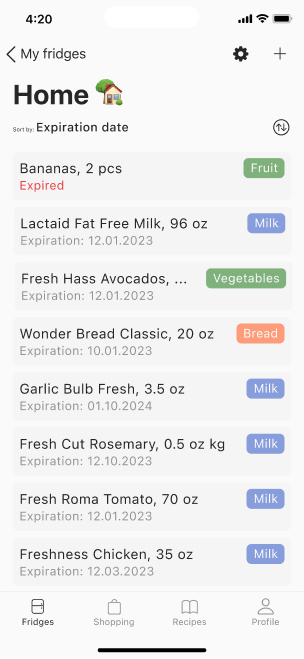 4:20
My fridges
Home
Sort by: Expiration date
Bananas, 2 pcs
Fruit
Expired
Lactaid Fat Free Milk, 96 oz
Milk
Expiration: 12.01.2023
Fresh Hass Avocados, ...
Vegetables
Expiration: 12.01.2023
Wonder Bread Classic, 20 oz
Bread
Expiration: 10.01.2023
Garlic Bulb Fresh, 3.5 oz
Milk
Expiration: 01.10.2024
Fresh Cut Rosemary, 0.5 oz kg
Milk
Expiration: 12.10.2023
Fresh Roma Tomato, 70 oz
Milk
Expiration: 12.01.2023
Freshness Chicken, 35 oz
Milk
Expiration: 12.03.2023
Fridges
Shopping
Recipes
Profile